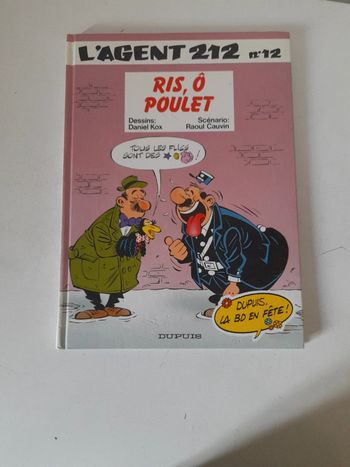 L'AGENT 212 n°12
RIS, Ô
POULET
Dessins: Scénario:
Daniel Kox Raoul Cauvin
TOUS LES FLICS
SONT DES !
DUPUIS,
LA BD EN FÊTE !
DUPUIS